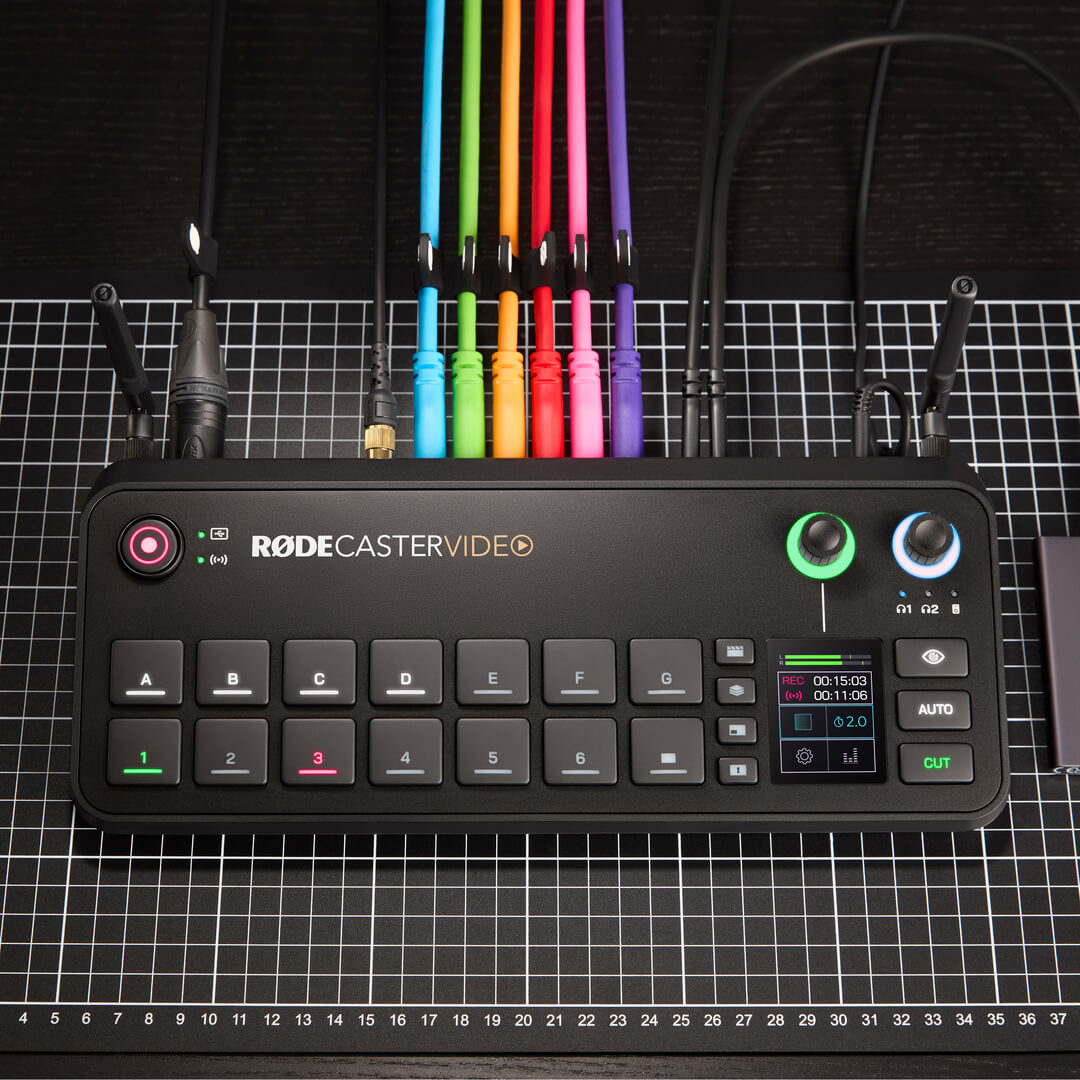 RØDECASTERVIDEO
1 2
A B C D E F G
1 2 3 4 5 6
L
R
REC 00:15:03
00:11:06
2.0
AUTO
CUT
4 5 6 7 8 9 10 11 12 13 14 15 16 17 18 19 20 21 22 23 24 25 26 27 28 29 30 31 32 33 34 35 36 37